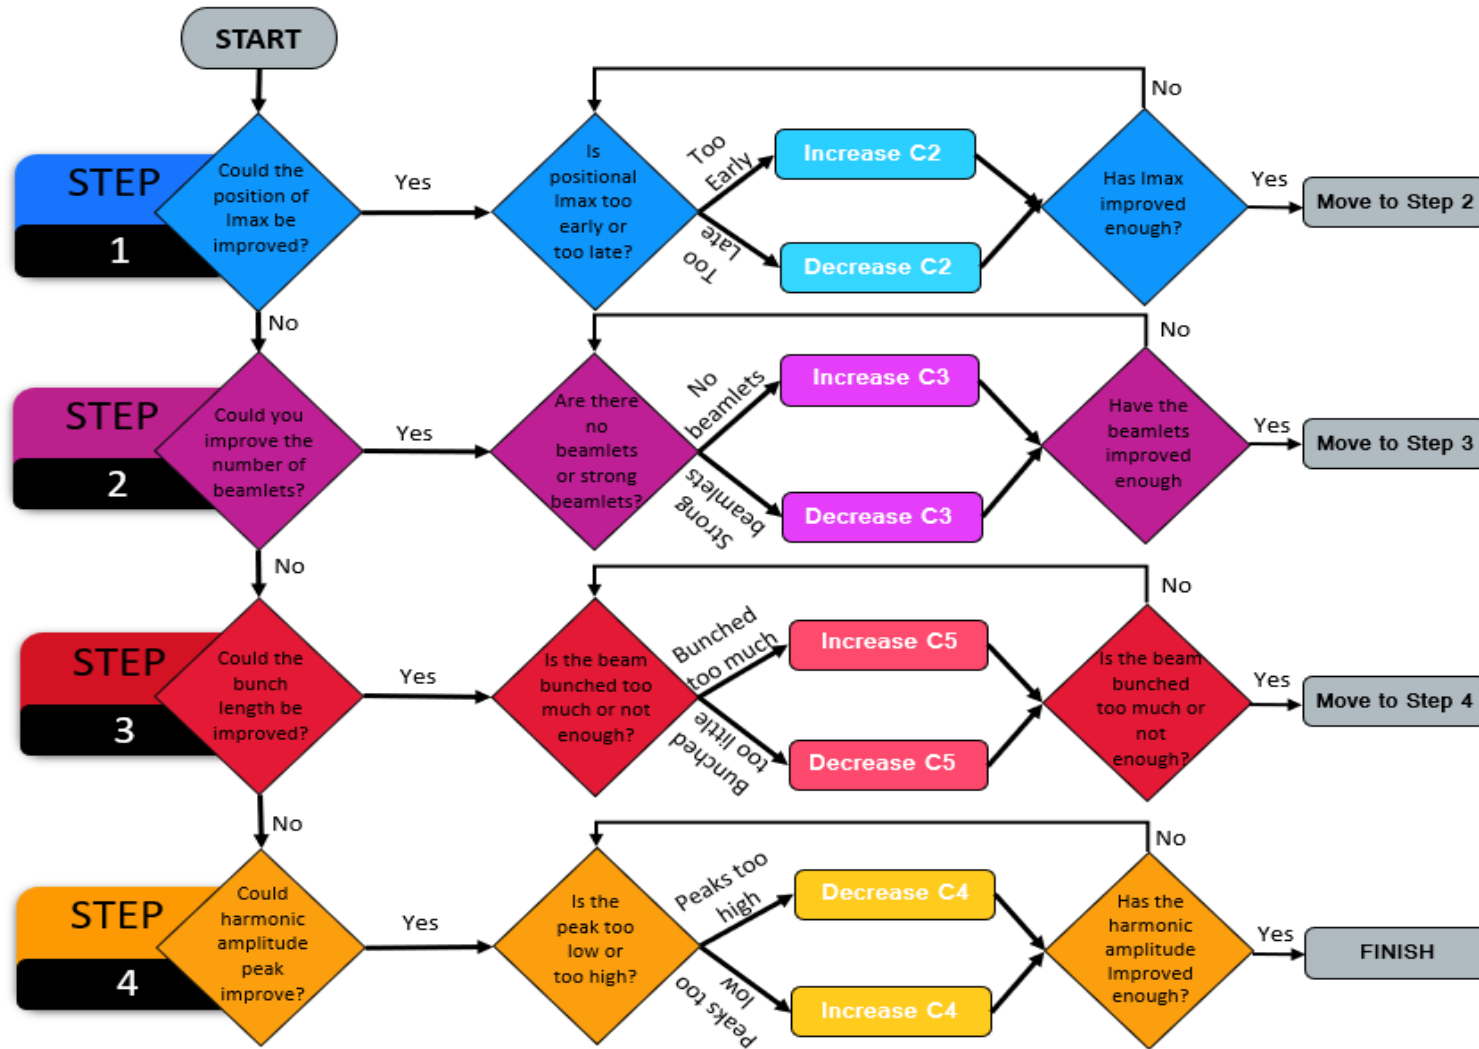 START
STEP
1
Could the
position of
Imax be
improved?
Yes
No
Is
positional
Imax too
early or
too late?
Too
Early
Too
Late
Increase C2
Decrease C2
Has Imax
improved
enough?
No
Yes
Move to Step 2
STEP
2
Could you
improve the
number of
beamlets?
Yes
No
Are there
no
beamlets
or strong
beamlets?
No
beamlets
Strong
beamlets
Increase C3
Decrease C3
Have the
beamlets
improved
enough
No
Yes
Move to Step 3
STEP
3
Could the
bunch
length be
improved?
Yes
No
Is the beam
bunched too
much or not
enough?
Bunched
too much
Bunched
too little
Increase C5
Decrease C5
Is the beam
bunched
too much or
not
enough?
No
Yes
Move to Step 4
STEP
4
Could
harmonic
amplitude
peak
improve?
Yes
Is the
peak too
low or
too high?
Peaks too
high
Peaks too
low
Decrease C4
Increase C4
Has the
harmonic
amplitude
Improved
enough?
No
Yes
FINISH